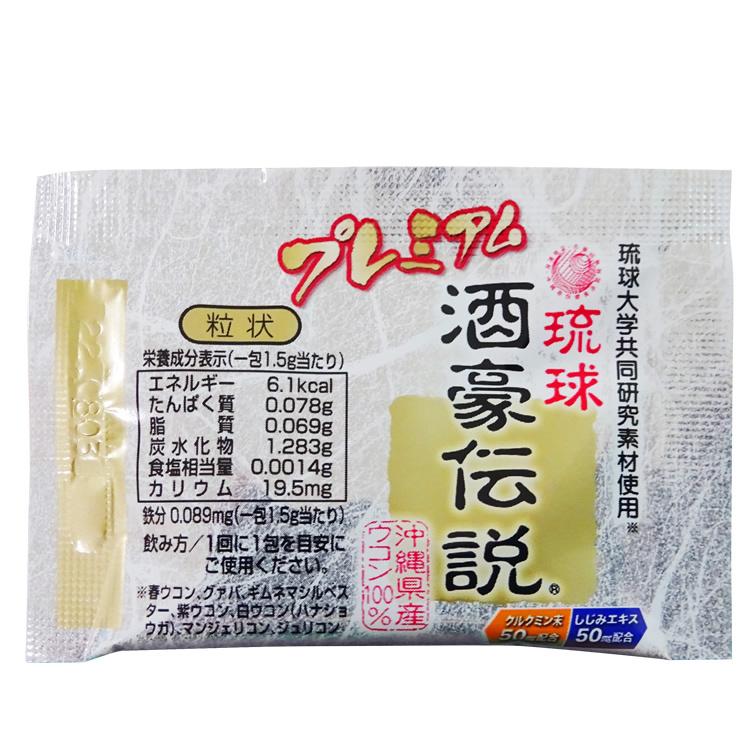 プレミアム
琉球
酒豪伝説®
琉球大学共同研究素材使用※
沖縄県産
ウコン100%
粒状
栄養成分表示(一包1.5g当たり)
エネルギー 6.1kcal
たんぱく質 0.078g
脂質 0.069g
炭水化物 1.283g
食塩相当量 0.0014g
カリウム 19.5mg
鉄分 0.089mg(一包1.5g当たり)
飲み方/1回に1包を目安に
ご使用ください。
※春ウコン、グァバ、ギムネマシルベス
ター、紫ウコン、白ウコン(ハナショ
ウガ)、マンジェリコン、ジュリコン
クルクミン末
50mg配合
しじみエキス
50mg配合